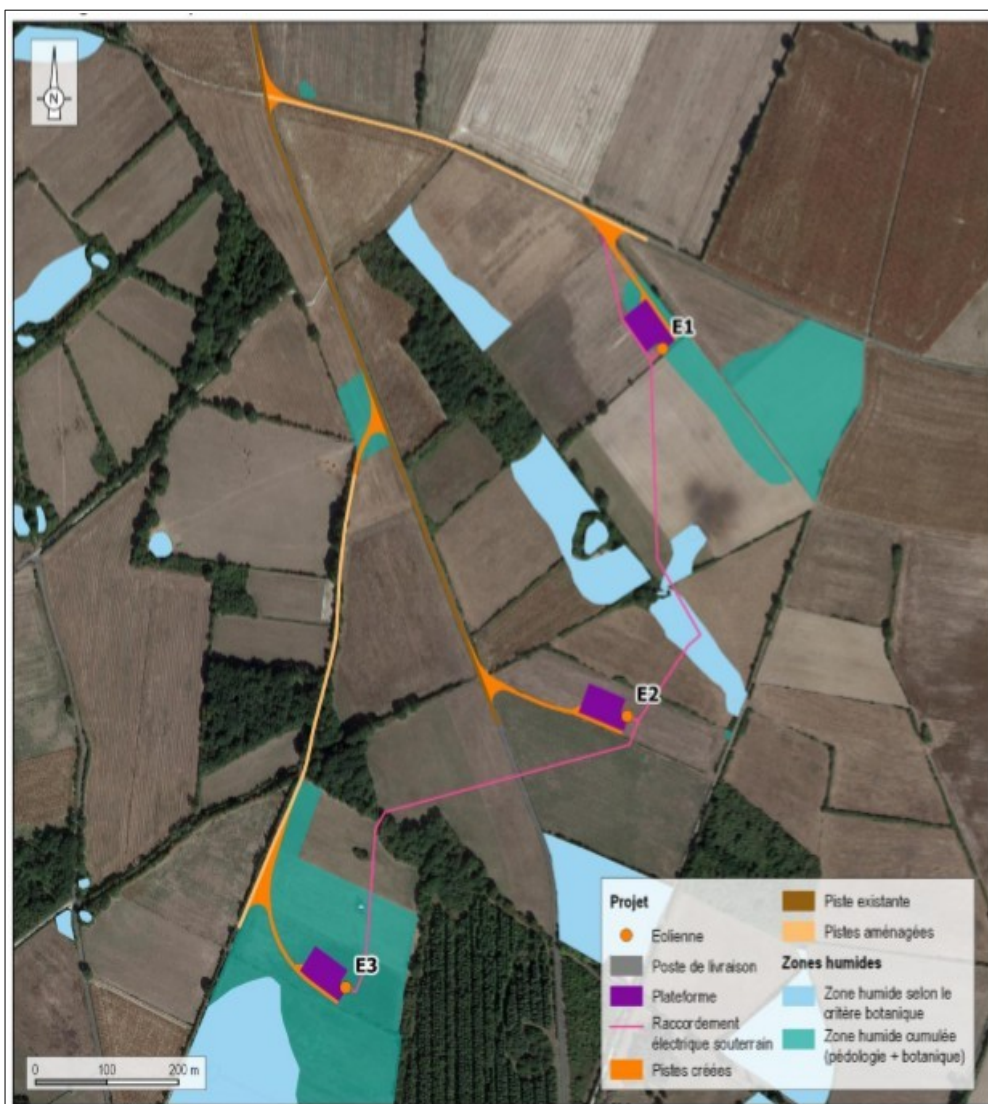 N
E1
E2
E3
0 100 200 m
Projet
Eolienne
Poste de livraison
Plateforme
Raccordement
électrique souterrain
Pistes créées
Piste existante
Pistes aménagées
Zones humides
Zone humide selon le
critère botanique
Zone humide cumulée
(pédologie + botanique)